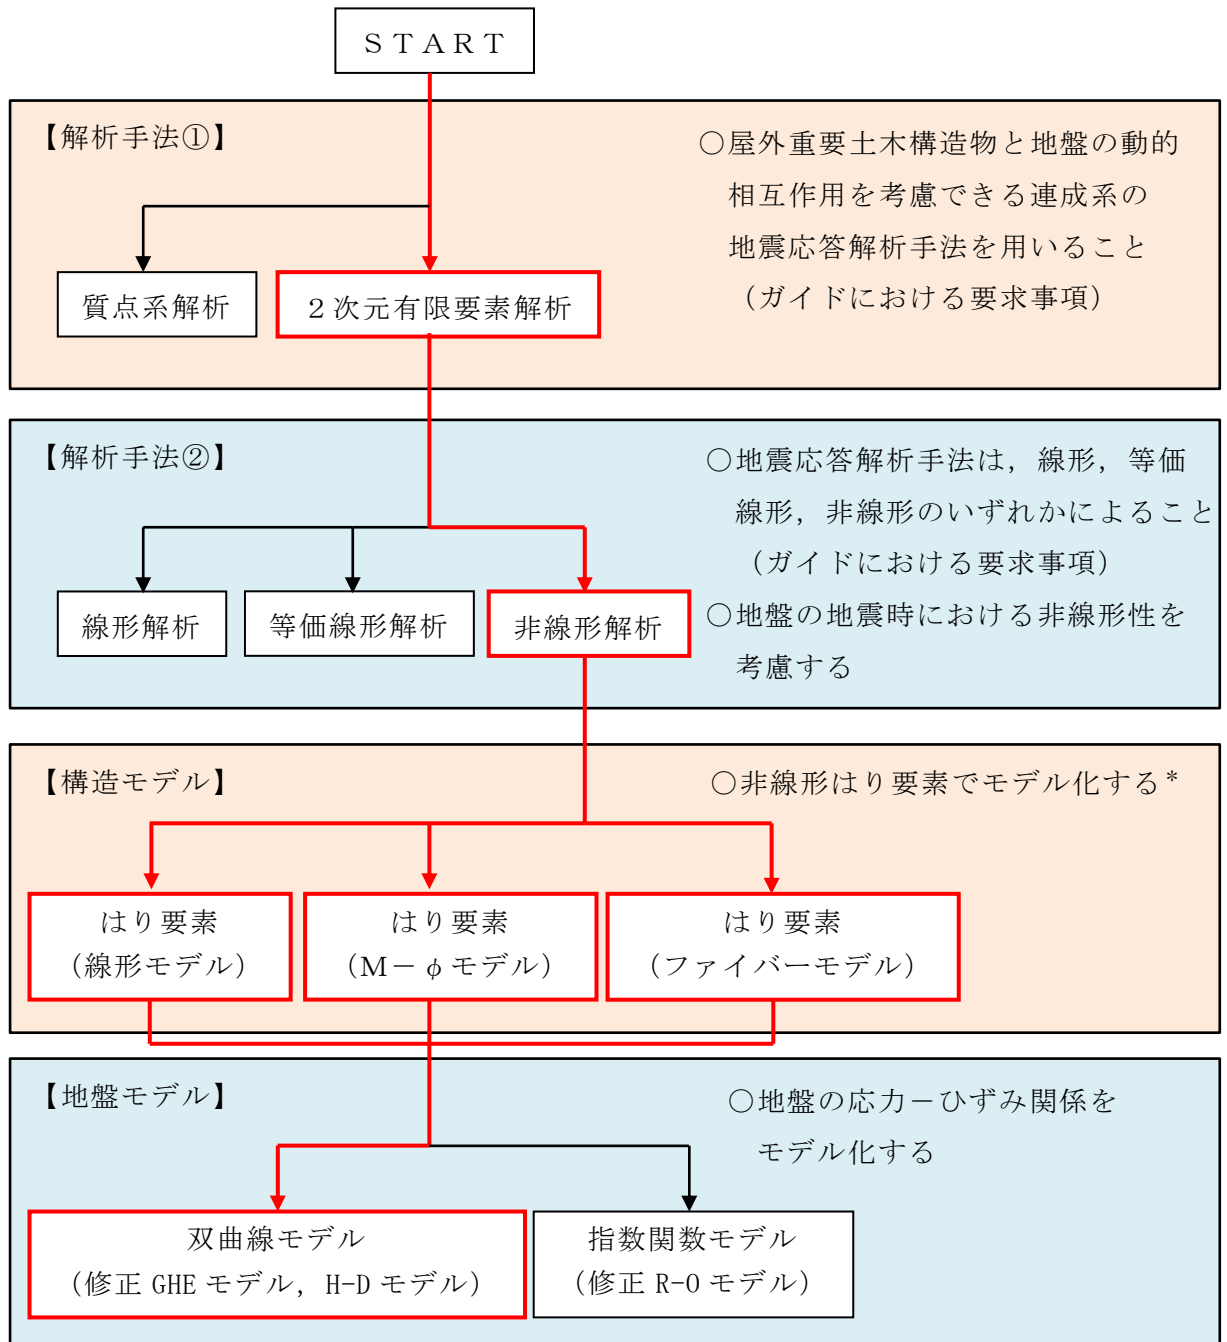 ＳＴＡＲＴ
【解析手法①】
○屋外重要土木構造物と地盤の動的
相互作用を考慮できる連成系の
地震応答解析手法を用いること
（ガイドにおける要求事項）
質点系解析
２次元有限要素解析
【解析手法②】
○地震応答解析手法は，線形，等価
線形，非線形のいずれかによること
（ガイドにおける要求事項）
○地盤の地震時における非線形性を
考慮する
線形解析
等価線形解析
非線形解析
【構造モデル】
○非線形はり要素でモデル化する*
はり要素
（線形モデル）
はり要素
（Ｍ－φモデル）
はり要素
（ファイバーモデル）
【地盤モデル】
○地盤の応力－ひずみ関係を
モデル化する
双曲線モデル
（修正 GHE モデル，H-D モデル）
指数関数モデル
（修正 R-O モデル）